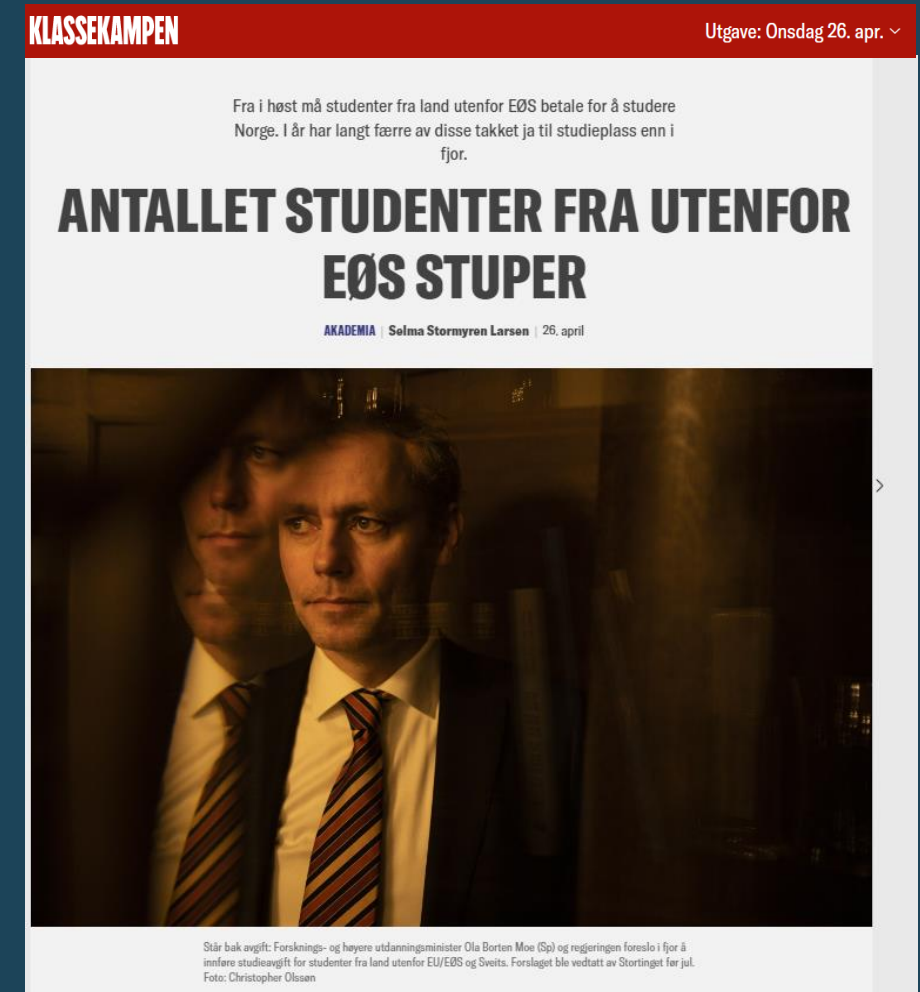 KLASSEKAMPEN
Utgave: Onsdag 26. apr.
Fra i høst må studenter fra land utenfor EØS betale for å studere
Norge. I år har langt færre av disse takket ja til studieplass enn i
fjor.
ANTALLET STUDENTER FRA UTENFOR
EØS STUPER
AKADEMIA | Selma Stormyren Larsen | 26. april
Står bak avgift: Forsknings- og høyere utdanningsminister Ola Borten Moe (Sp) og regjeringen foreslo i fjor å
innføre studieavgift for studenter fra land utenfor EU/EØS og Sveits. Forslaget ble vedtatt av Stortinget før jul.
Foto: Christopher Olssøn